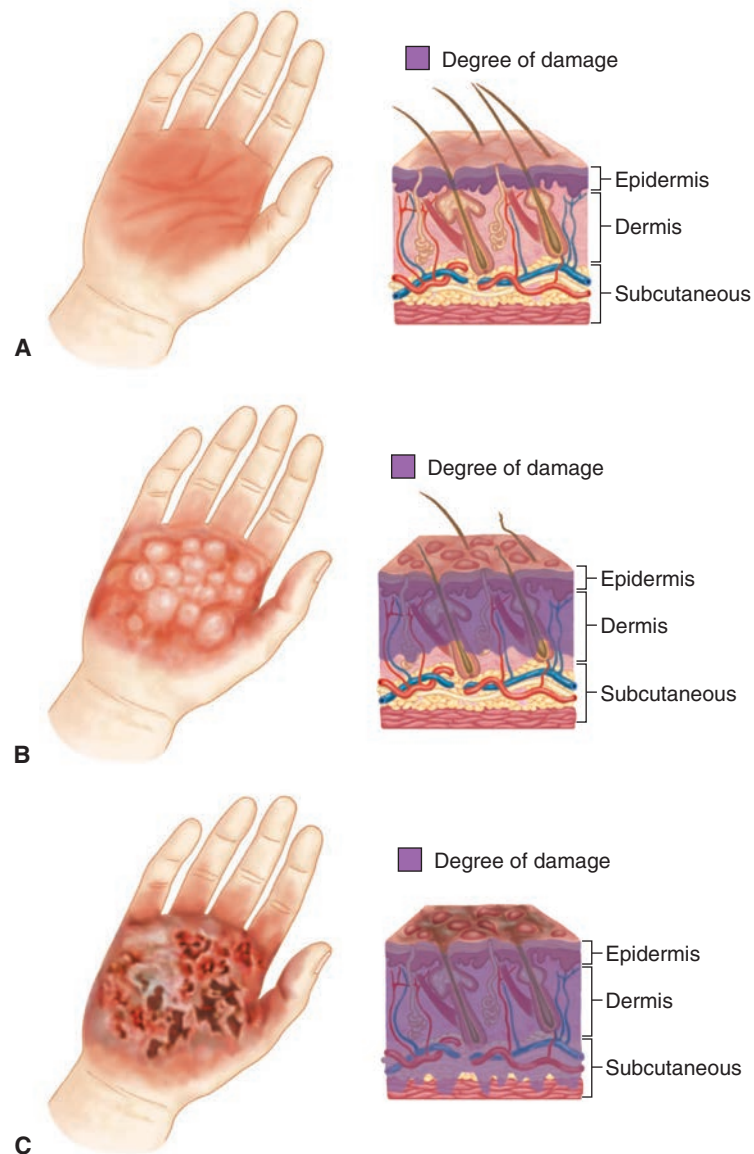 Degree of damage
Epidermis
Dermis
Subcutaneous
A
Degree of damage
Epidermis
Dermis
Subcutaneous
B
Degree of damage
Epidermis
Dermis
Subcutaneous
C